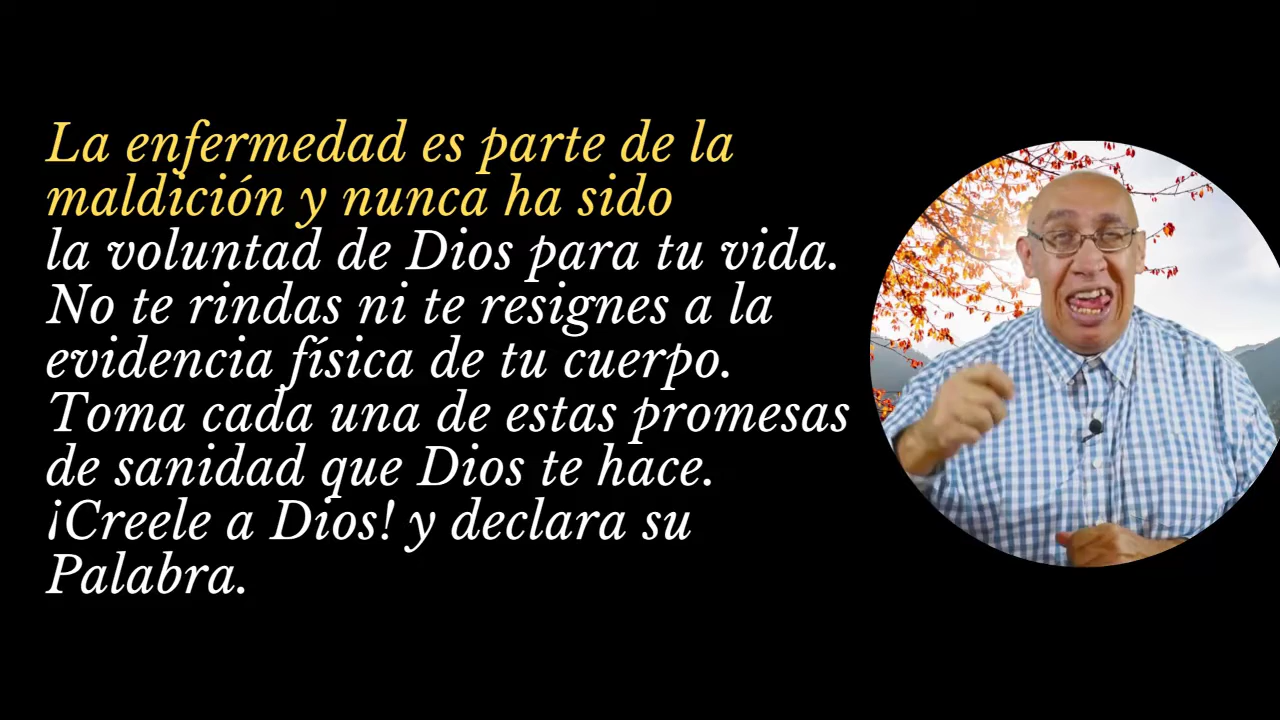 La enfermedad es parte de la
maldición y nunca ha sido
la voluntad de Dios para tu vida.
No te rindas ni te resignes a la
evidencia física de tu cuerpo.
Toma cada una de estas promesas
de sanidad que Dios te hace.
¡Creele a Dios! y declara su
Palabra.